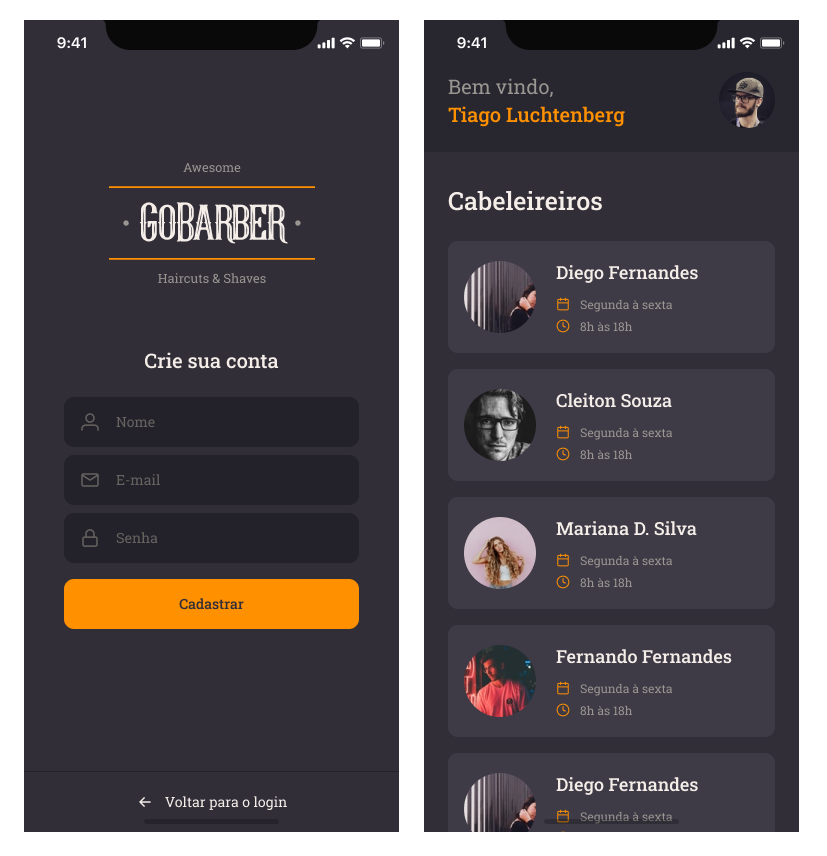 9:41
Awesome
GOBARBER
Haircuts & Shaves
Crie sua conta
Nome
E-mail
Senha
Cadastrar
Voltar para o login
9:41
Bem vindo,
Tiago Luchtenberg
Cabeleireiros
Diego Fernandes
Segunda à sexta
8h às 18h
Cleiton Souza
Segunda à sexta
8h às 18h
Mariana D. Silva
Segunda à sexta
8h às 18h
Fernando Fernandes
Segunda à sexta
8h às 18h
Diego Fernandes
Segunda à sexta